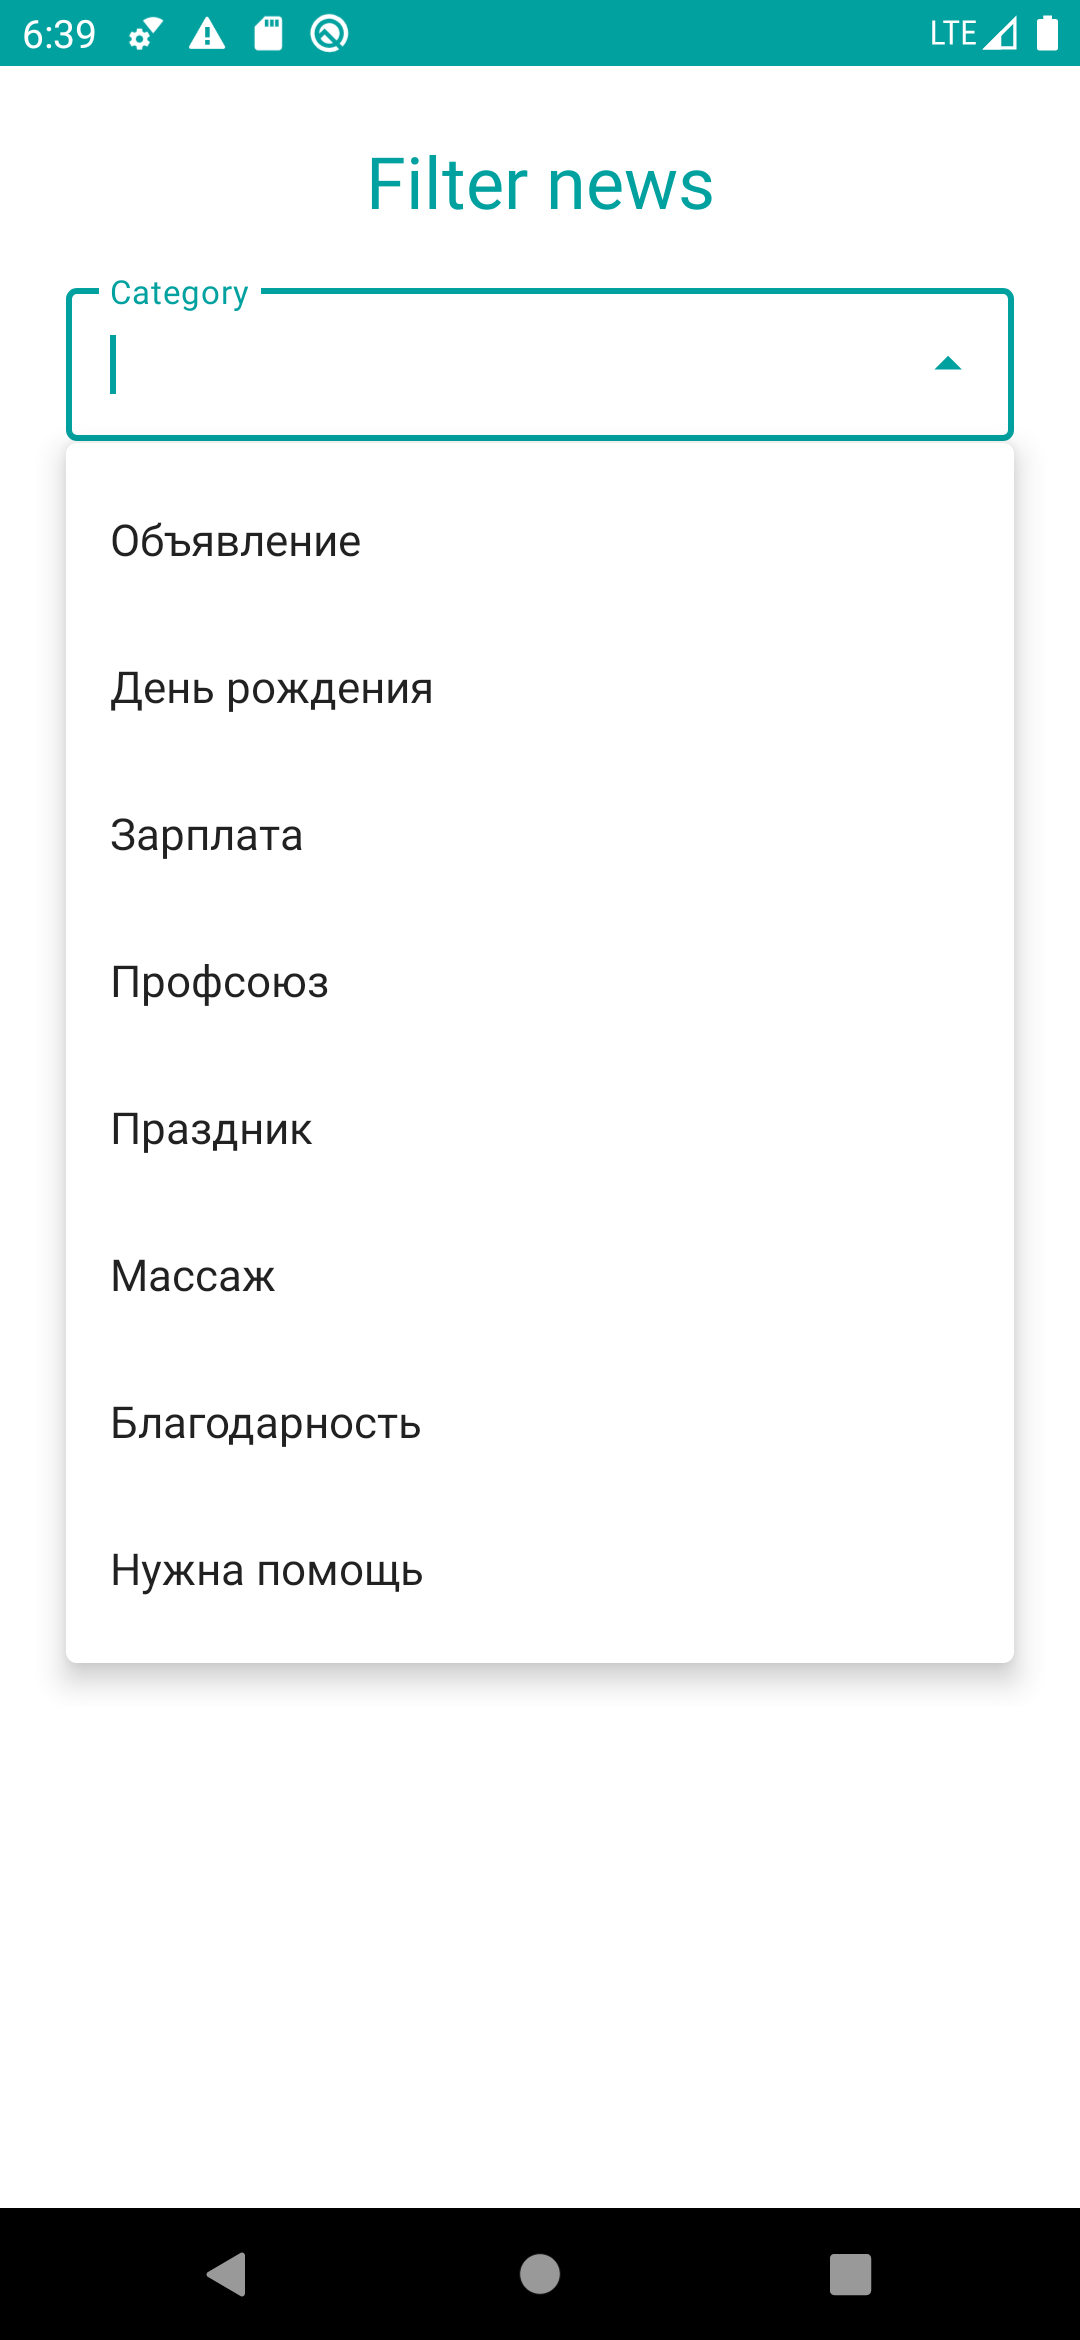 6:39
LTE
Filter news
Category
Объявление
День рождения
Зарплата
Профсоюз
Праздник
Массаж
Благодарность
Нужна помощь